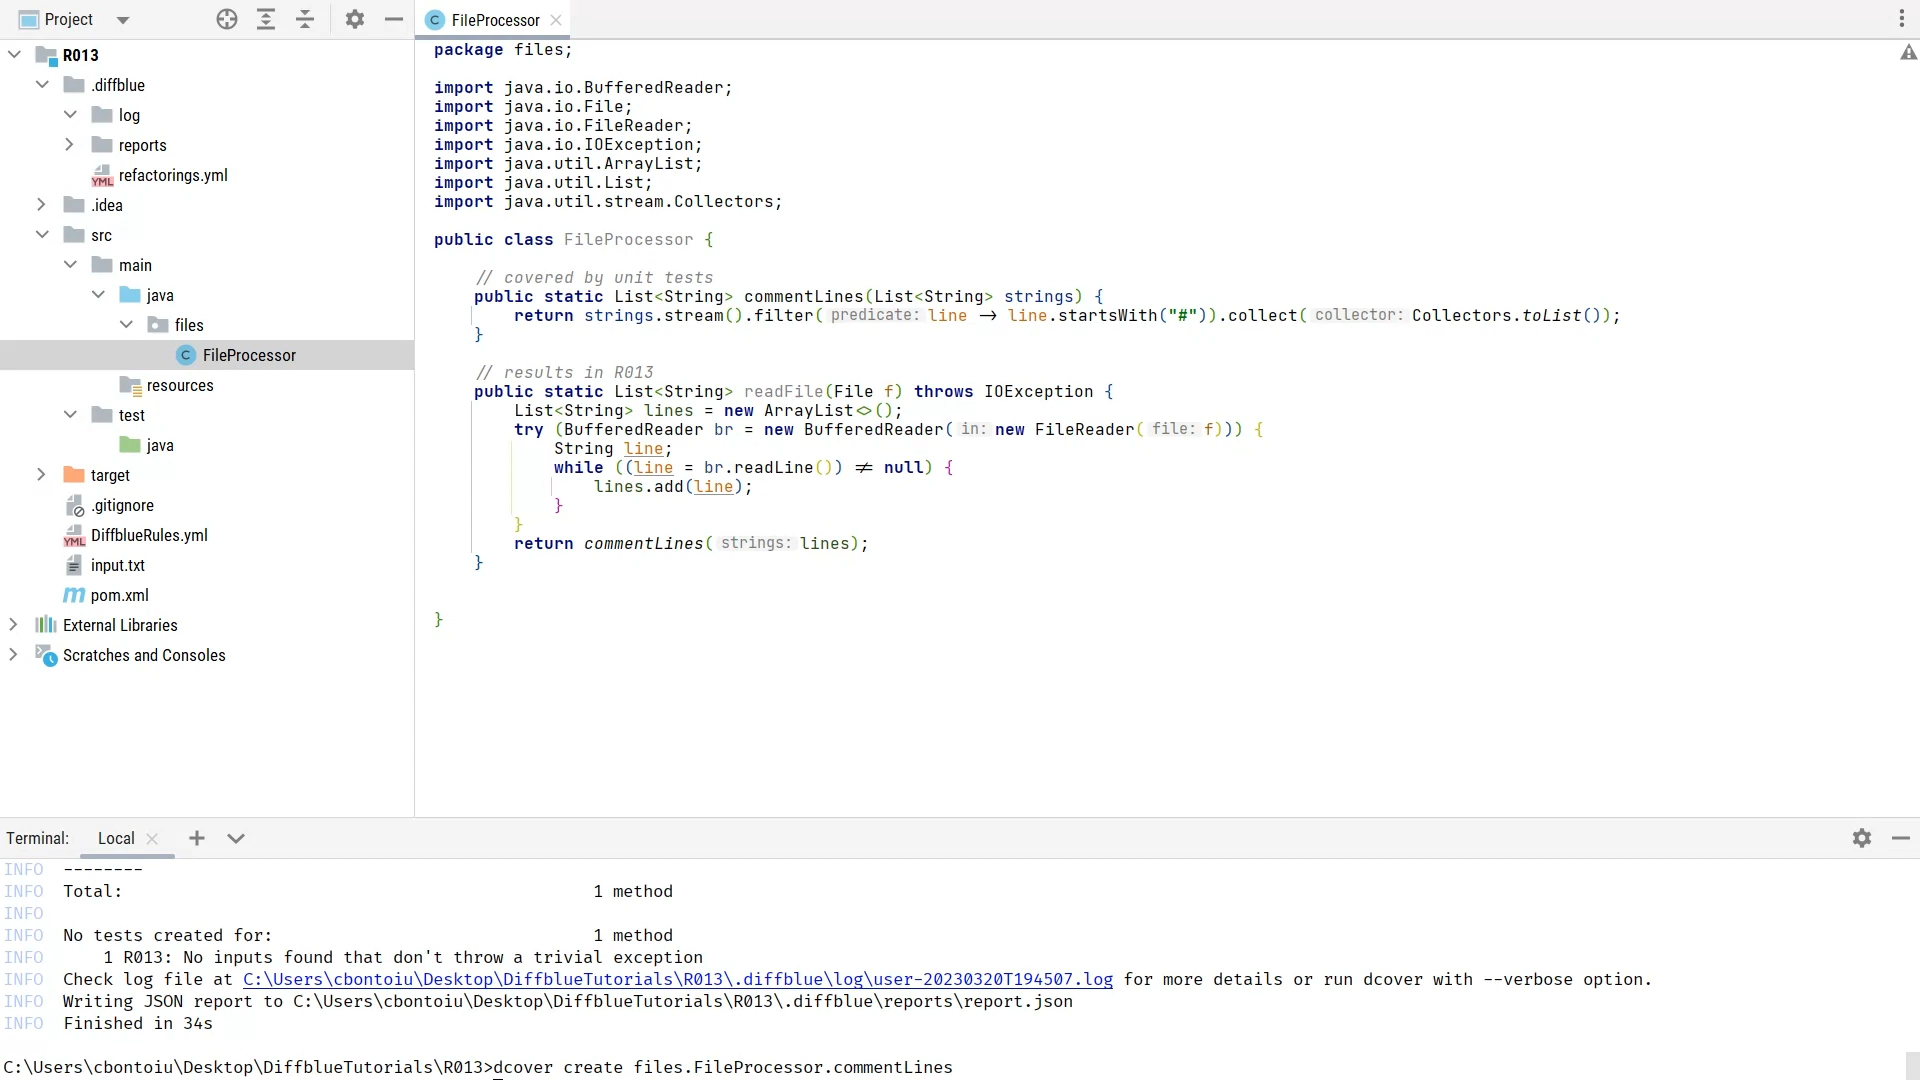 Project
R013
.diffblue
log
reports
refactorings.yml
.idea
src
main
java
files
FileProcessor
resources
test
java
target
.gitignore
DiffblueRules.yml
input.txt
pom.xml
External Libraries
Scratches and Consoles
FileProcessor
package files;
import java.io.BufferedReader;
import java.io.File;
import java.io.FileReader;
import java.io.IOException;
import java.util.ArrayList;
import java.util.List;
import java.util.stream.Collectors;
public class FileProcessor {
// covered by unit tests
public static List<String> commentLines(List<String> strings) {
return strings.stream().filter( predicate: line → line.startsWith("#")).collect( collector: Collectors.toList());
}
// results in R013
public static List<String> readFile(File f) throws IOException {
List<String> lines = new ArrayList<>();
try (BufferedReader br = new BufferedReader( in: new FileReader( file: f))) {
String line;
while ((line = br.readLine()) ≠ null) {
lines.add(line);
}
}
return commentLines( strings: lines);
}
}
Terminal: Local
INFO --------
INFO Total: 1 method
INFO
INFO No tests created for: 1 method
INFO 1 R013: No inputs found that don't throw a trivial exception
INFO Check log file at C:\Users\cbontoiu\Desktop\DiffblueTutorials\R013\.diffblue\log\user-20230320T194507.log for more details or run dcover with --verbose option.
INFO Writing JSON report to C:\Users\cbontoiu\Desktop\DiffblueTutorials\R013\.diffblue\reports\report.json
INFO Finished in 34s
C:\Users\cbontoiu\Desktop\DiffblueTutorials\R013>dcover create files.FileProcessor.commentLines